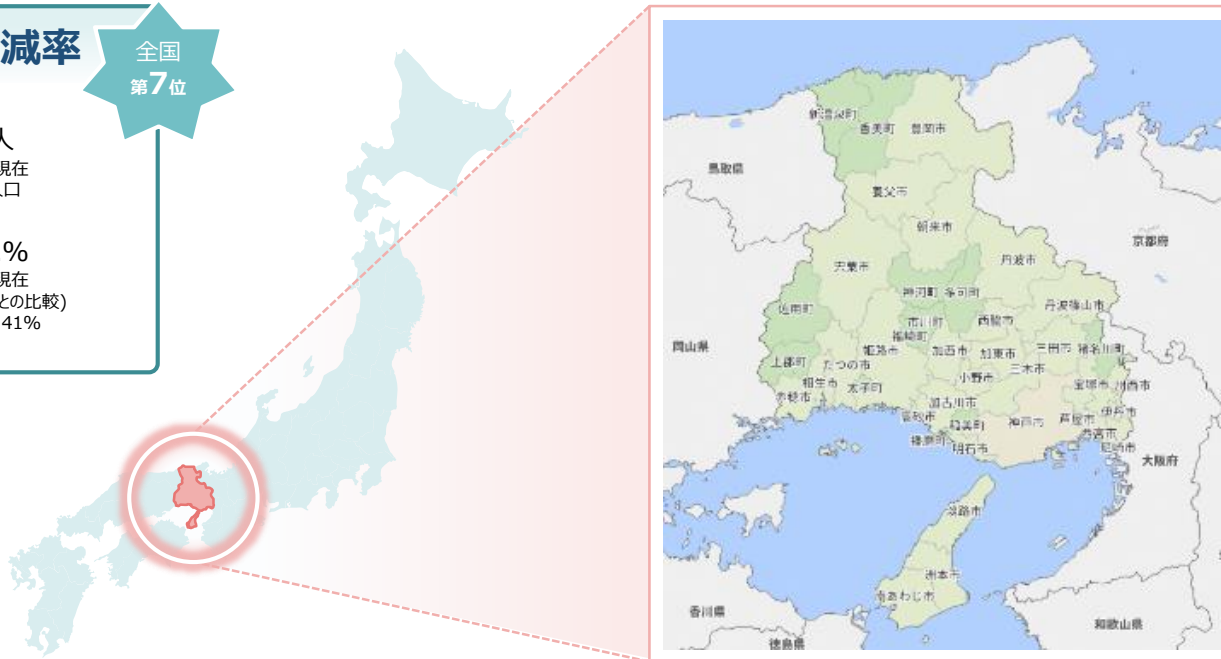 減率
全国
第7位
人
現在
人口
%
現在
との比較)
41%
新温泉町
香美町
豊岡市
鳥取県
養父市
朝来市
京都府
宍粟市
丹波市
神河町
多可町
佐用町
丹波篠山市
市川町
西脇市
福崎町
岡山県
姫路市
加西市
加東市
三田市
猪名川町
上郡町
たつの市
三木市
相生市
太子町
小野市
宝塚市
川西市
赤穂市
加古川市
高砂市
稲美町
神戸市
芦屋市
伊丹市
西宮市
播磨町
明石市
尼崎市
大阪府
淡路市
洲本市
南あわじ市
香川県
徳島県
和歌山県